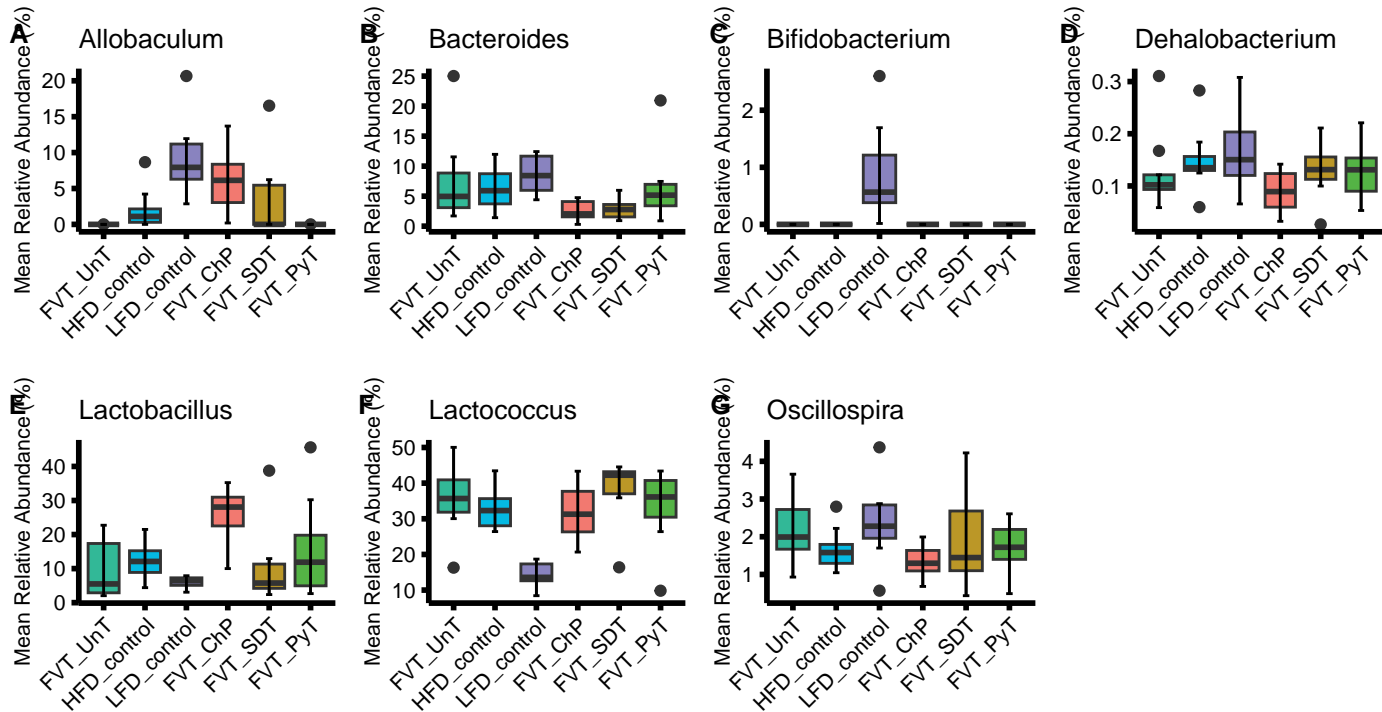 A Allobaculum
Mean Relative Abundance (%)
20
15
10
5
0
FVT_UnT
HFD_control
LFD_control
FVT_ChP
FVT_SDT
FVT_PyT
B Bacteroides
Mean Relative Abundance (%)
25
20
15
10
5
0
FVT_UnT
HFD_control
LFD_control
FVT_ChP
FVT_SDT
FVT_PyT
C Bifidobacterium
Mean Relative Abundance (%)
2
1
0
FVT_UnT
HFD_control
LFD_control
FVT_ChP
FVT_SDT
FVT_PyT
D Dehalobacterium
Mean Relative Abundance (%)
0.3
0.2
0.1
FVT_UnT
HFD_control
LFD_control
FVT_ChP
FVT_SDT
FVT_PyT
E Lactobacillus
Mean Relative Abundance (%)
40
30
20
10
0
FVT_UnT
HFD_control
LFD_control
FVT_ChP
FVT_SDT
FVT_PyT
F Lactococcus
Mean Relative Abundance (%)
50
40
30
20
10
FVT_UnT
HFD_control
LFD_control
FVT_ChP
FVT_SDT
FVT_PyT
G Oscillospira
Mean Relative Abundance (%)
4
3
2
1
FVT_UnT
HFD_control
LFD_control
FVT_ChP
FVT_SDT
FVT_PyT